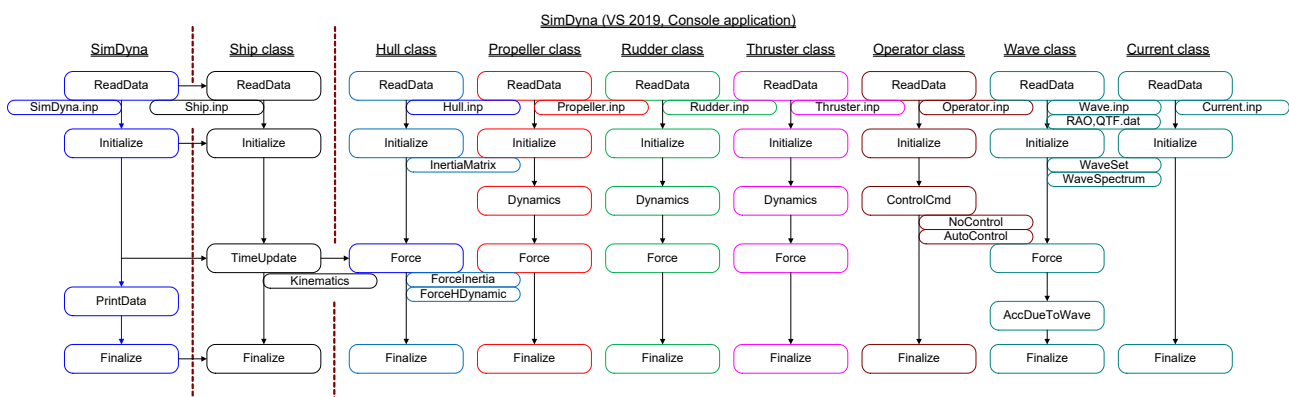 SimDyna (VS 2019, Console application)
SimDyna
Ship class
Hull class
Propeller class
Rudder class
Thruster class
Operator class
Wave class
Current class
ReadData
ReadData
ReadData
ReadData
ReadData
ReadData
ReadData
ReadData
ReadData
SimDyna.inp
Ship.inp
Hull.inp
Propeller.inp
Rudder.inp
Thruster.inp
Operator.inp
Wave.inp
Current.inp
RAO,QTF.dat
Initialize
Initialize
Initialize
Initialize
Initialize
Initialize
Initialize
Initialize
Initialize
InertiaMatrix
WaveSet
WaveSpectrum
Dynamics
Dynamics
Dynamics
ControlCmd
NoControl
AutoControl
TimeUpdate
Force
Force
Force
Force
Force
Kinematics
ForceInertia
ForceHDynamic
PrintData
AccDueToWave
Finalize
Finalize
Finalize
Finalize
Finalize
Finalize
Finalize
Finalize
Finalize